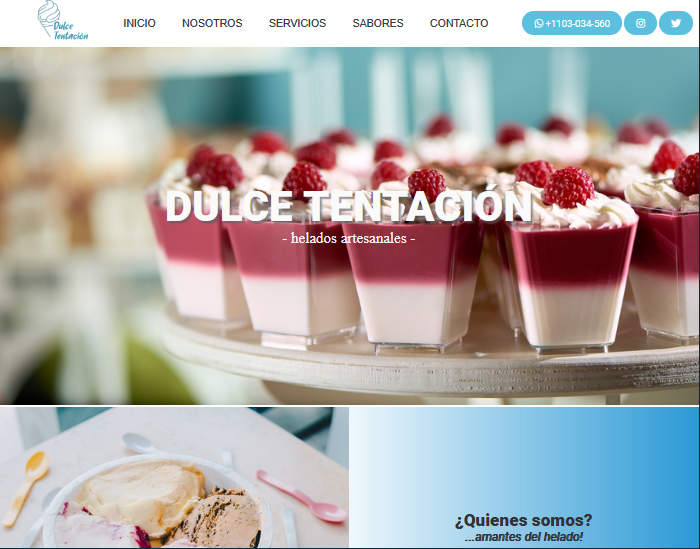 Dulce
Tentación
INICIO NOSOTROS SERVICIOS SABORES CONTACTO +1103-034-560
DULCE TENTACIÓN
- helados artesanales -
¿Quienes somos?
...amantes del helado!